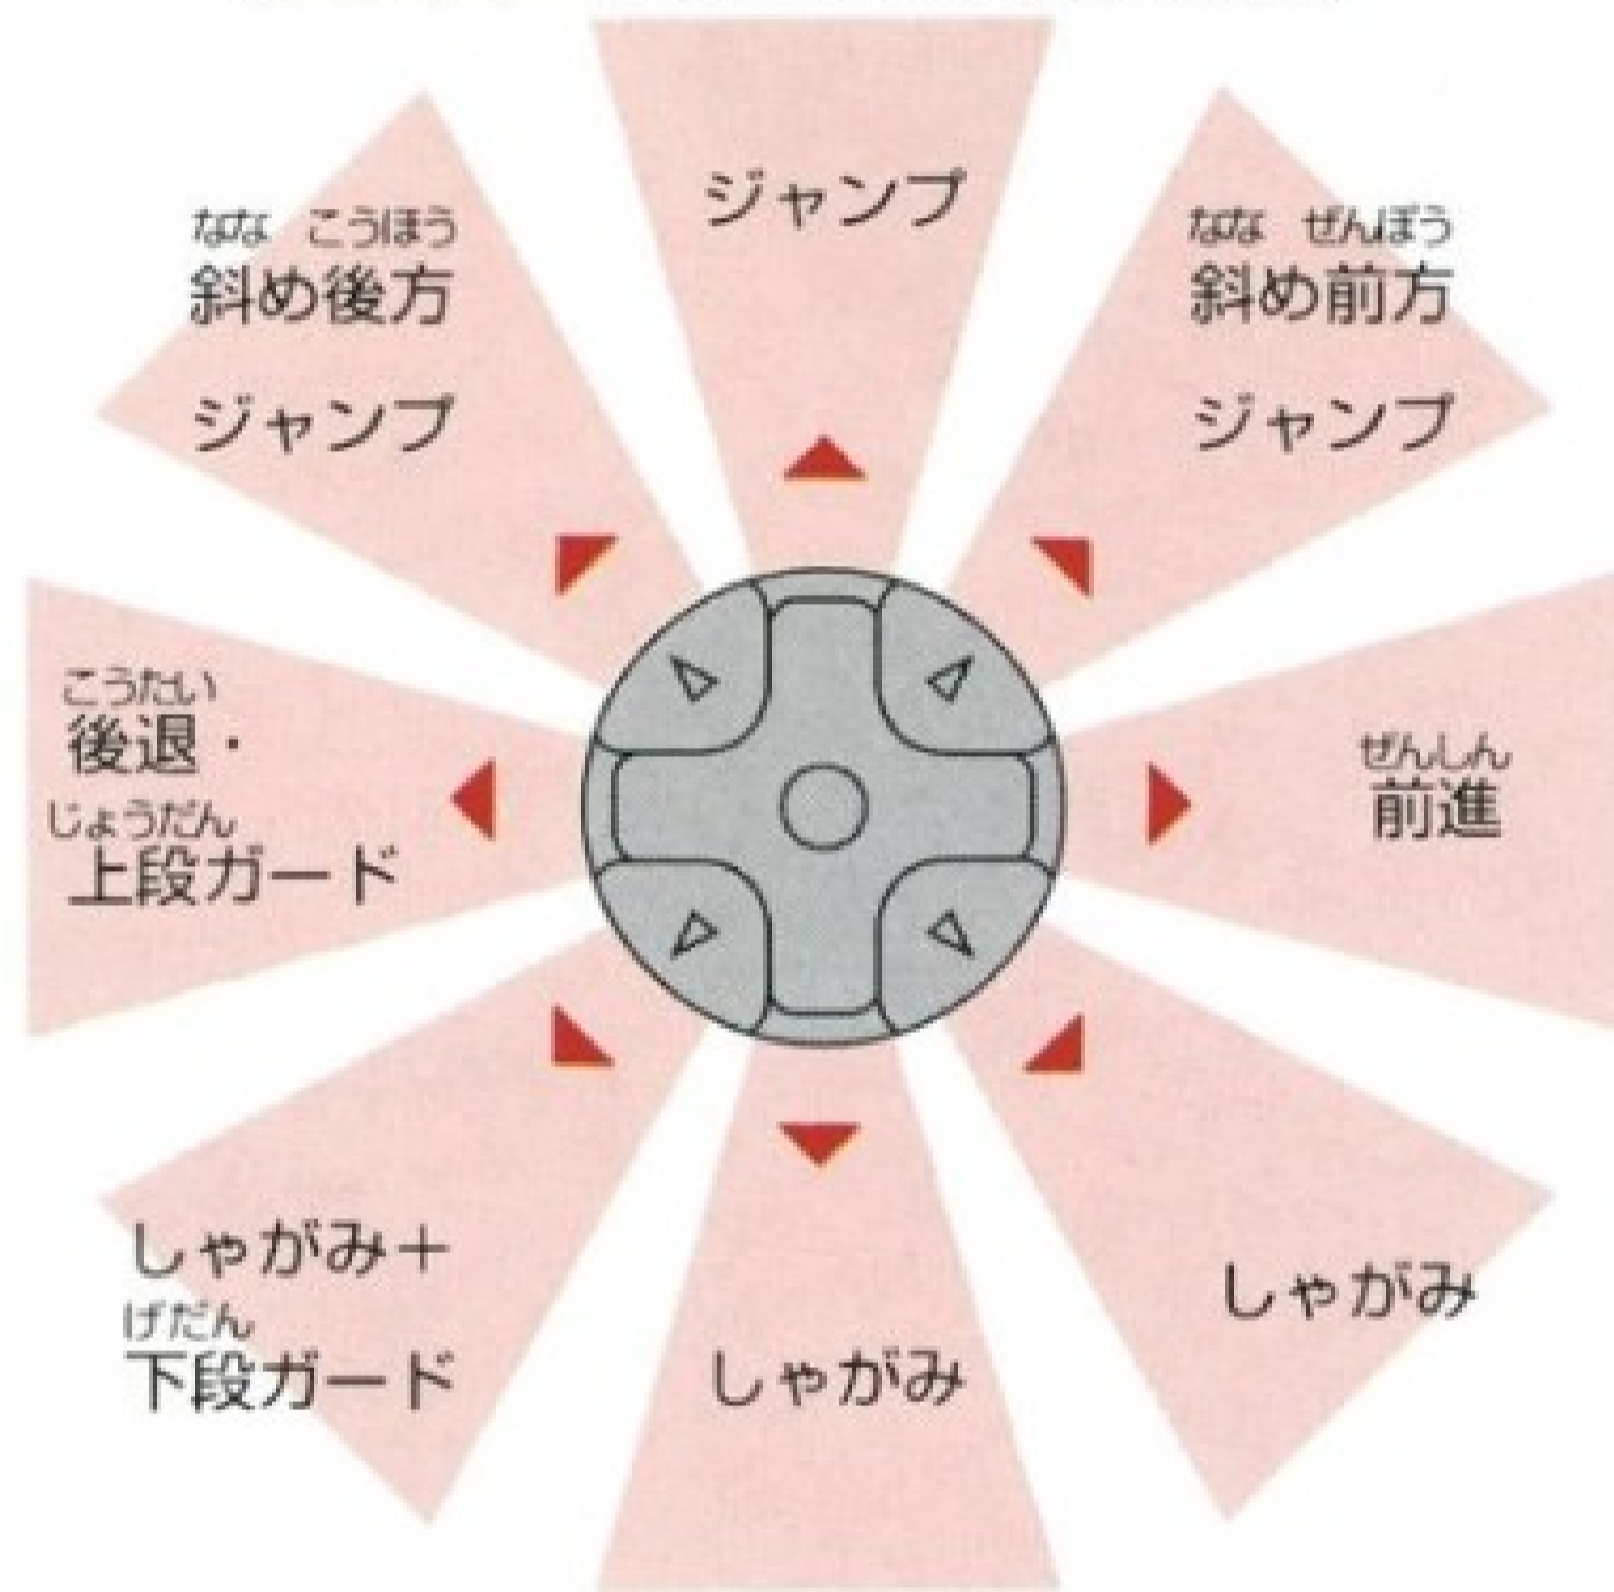 ジャンプ
なな こうほう
斜め後方
ジャンプ
なな ぜんぽう
斜め前方
ジャンプ
こうたい
後退・
じょうだん
上段ガード
ぜんしん
前進
しゃがみ+
げだん
下段ガード
しゃがみ
しゃがみ